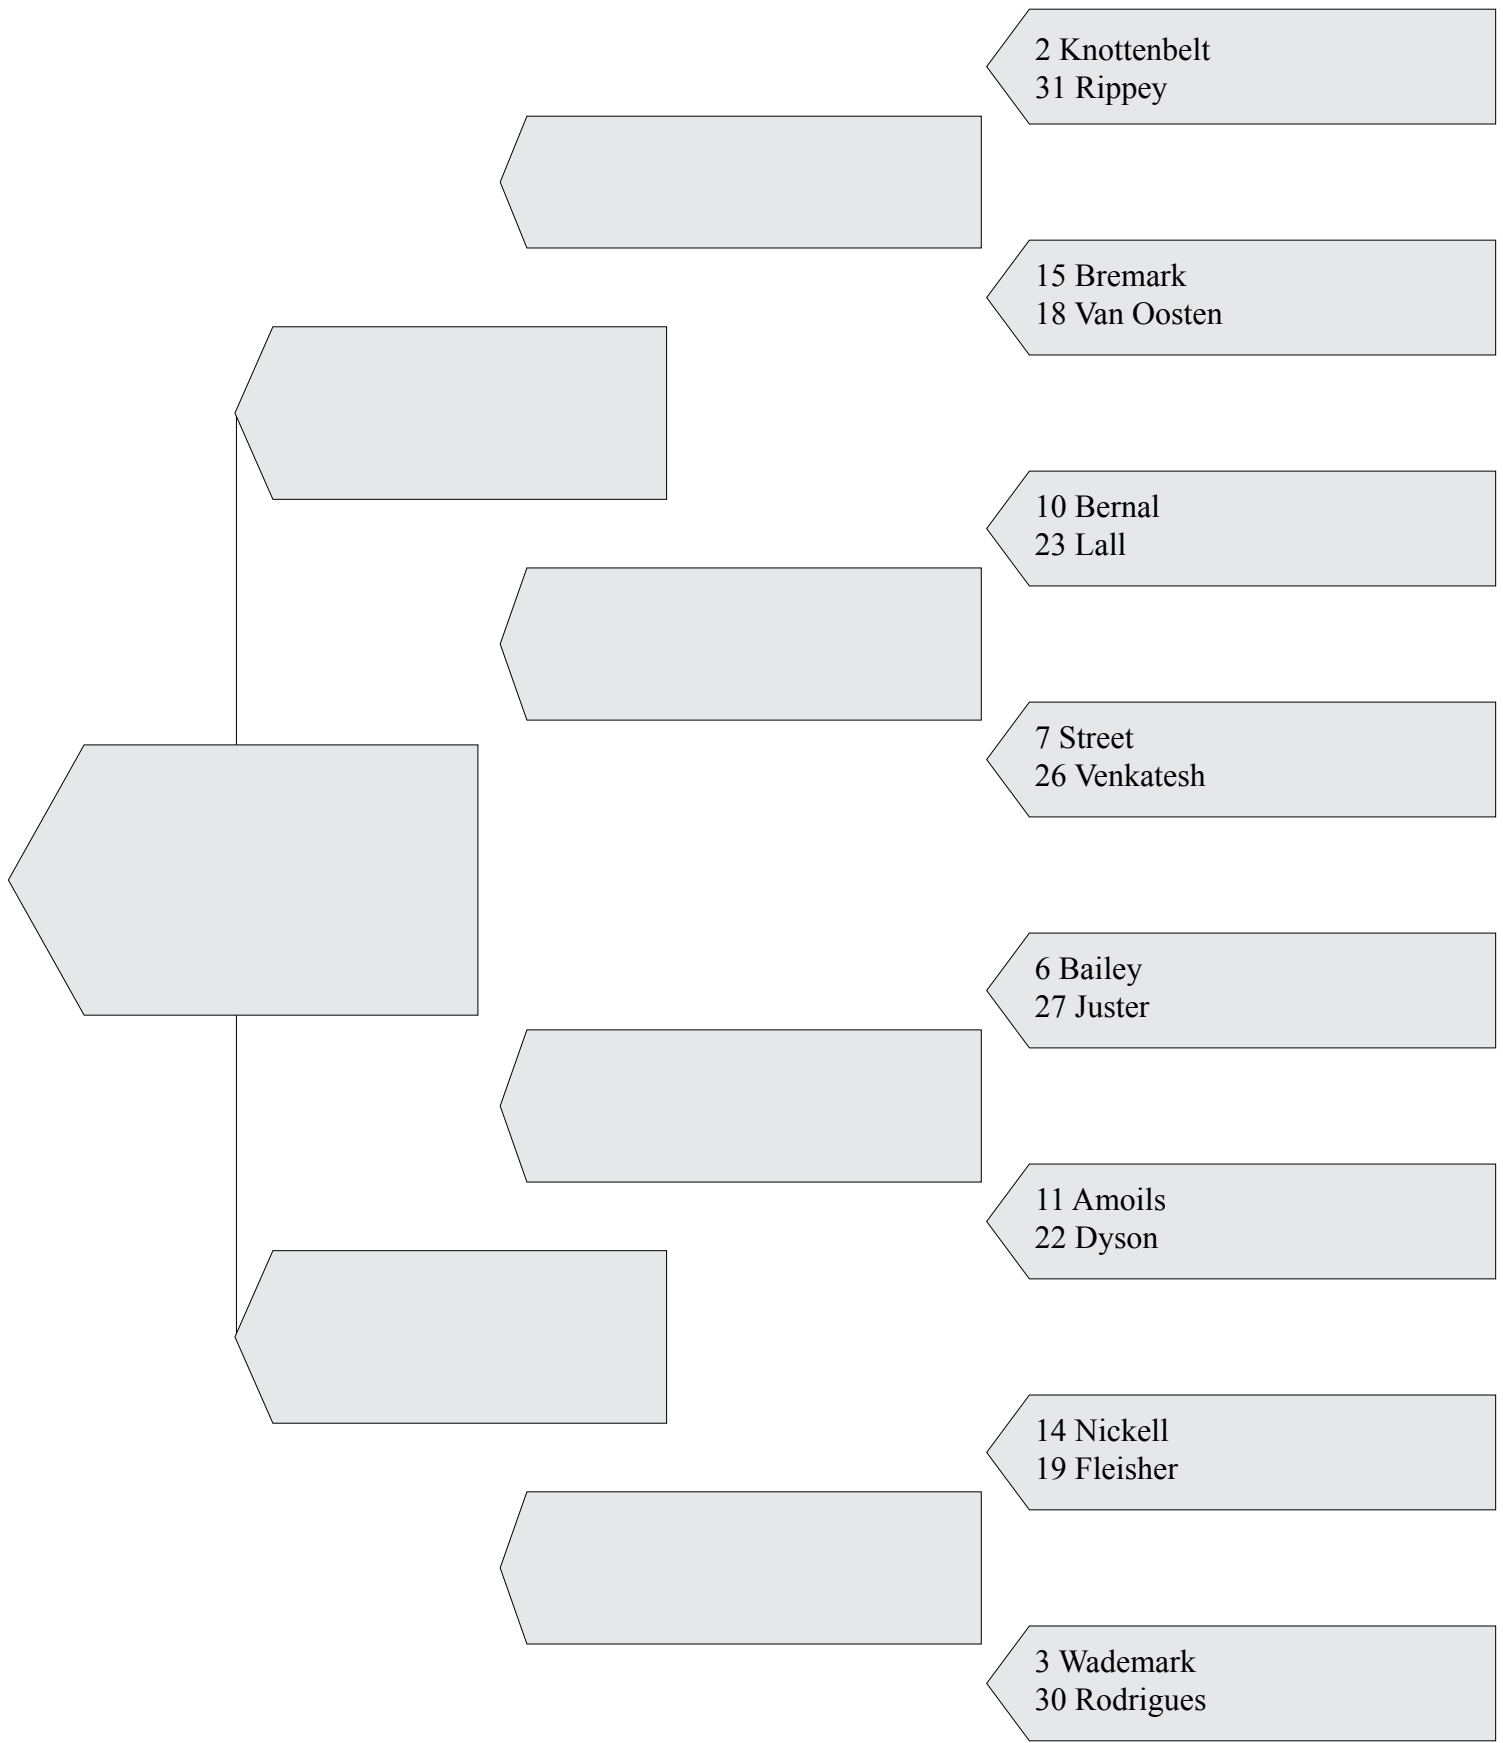 2 Knottenbelt
31 Rippey
15 Bremark
18 Van Oosten
10 Bernal
23 Lall
7 Street
26 Venkatesh
6 Bailey
27 Juster
11 Amoils
22 Dyson
14 Nickell
19 Fleisher
3 Wademark
30 Rodrigues